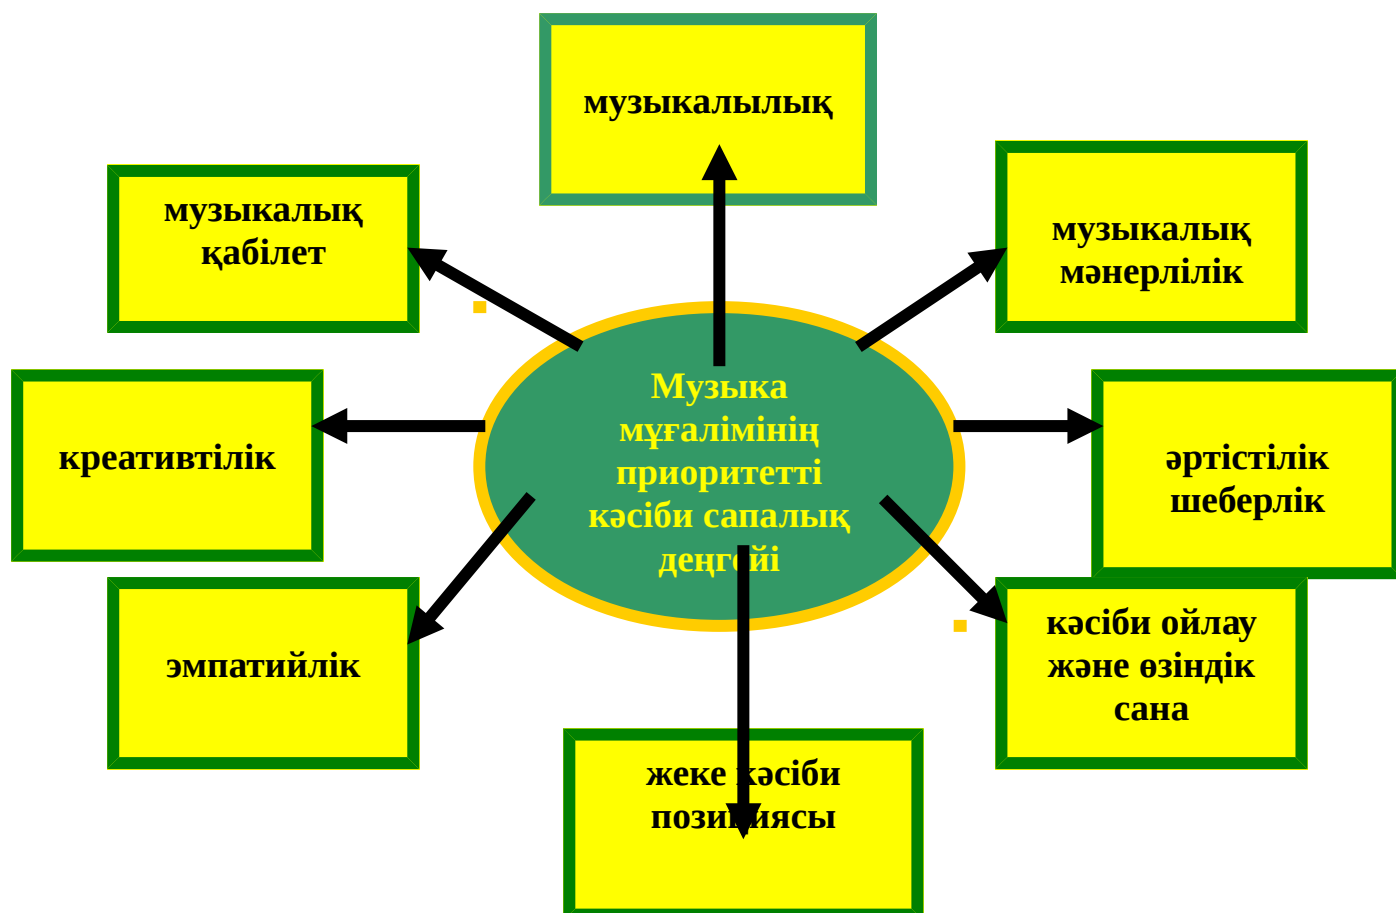 музыкалылық
музыкалық
қабілет
музыкалық
мәнерлілік
Музыка
мұғалімінің
приоритетті
кәсіби сапалық
деңгейі
креативтілік
әртістілік
шеберлік
эмпатийлік
кәсіби ойлау
және өзіндік
сана
жеке кәсіби
позициясы